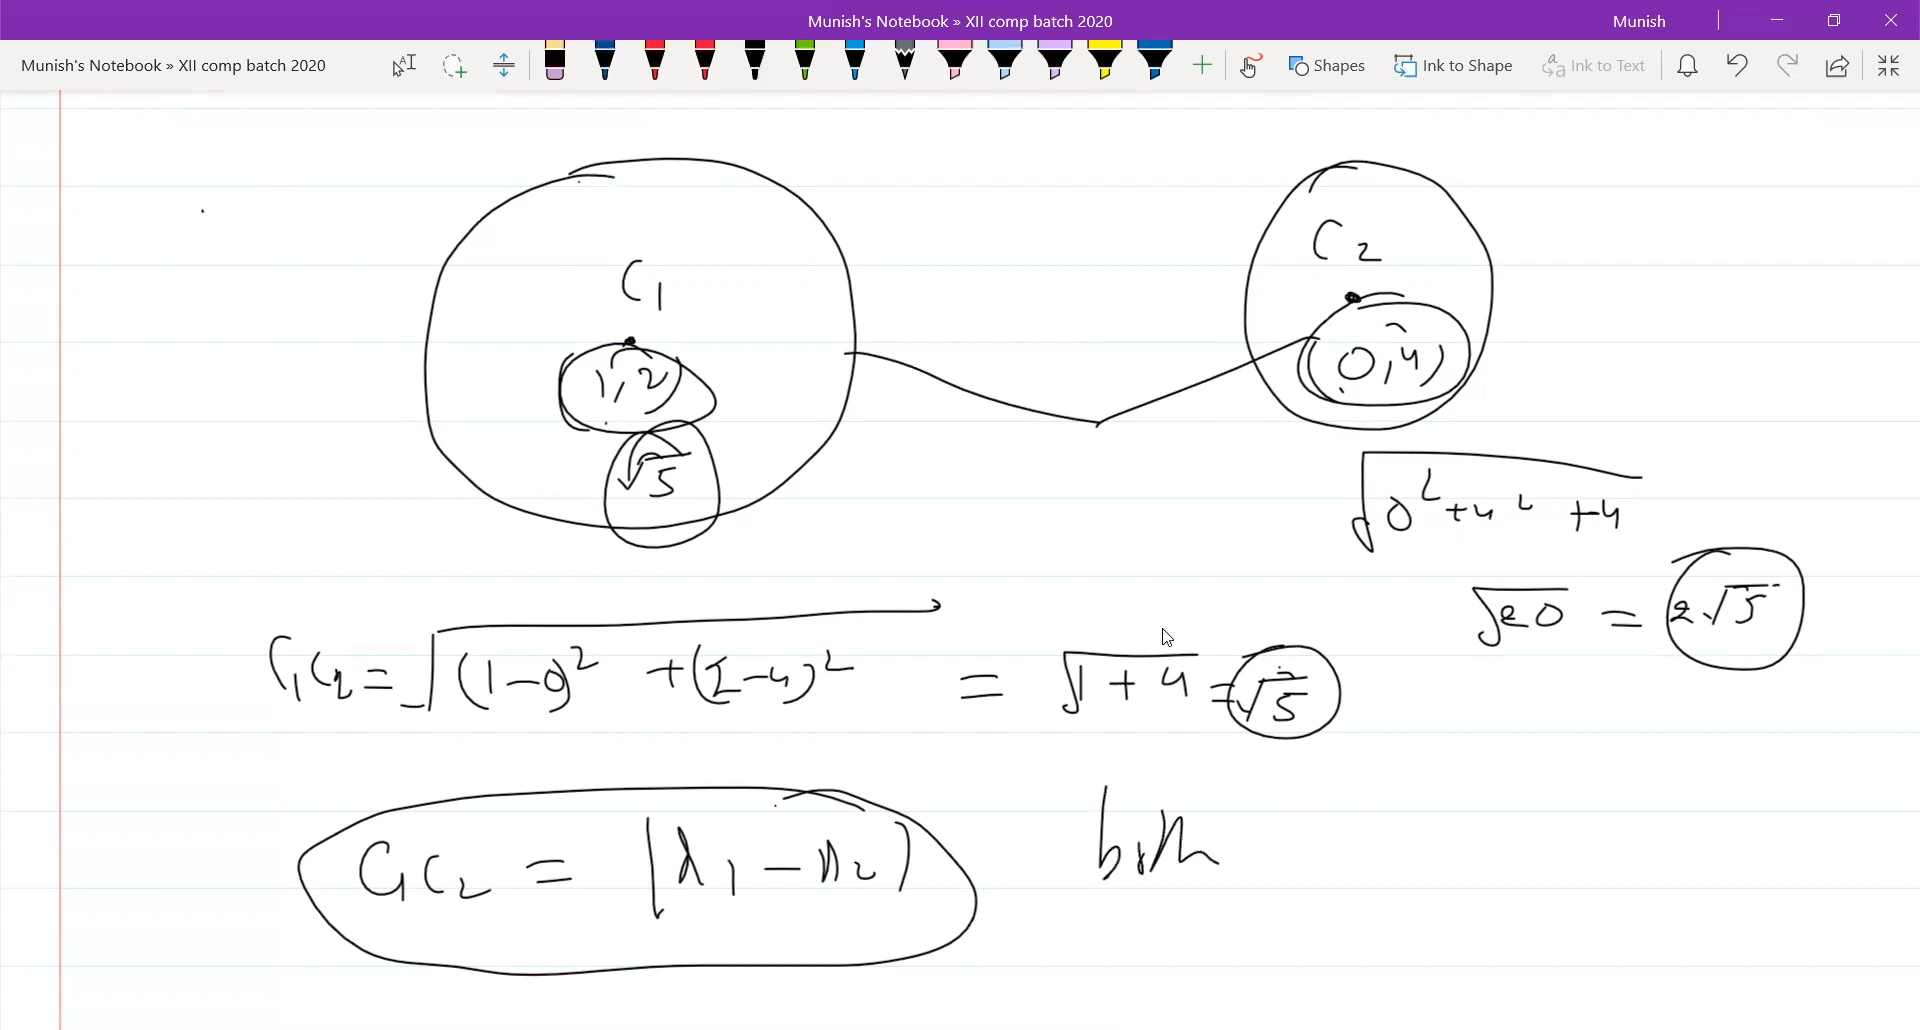 Munish's Notebook » XII comp batch 2020
Munish
Munish's Notebook » XII comp batch 2020
Shapes
Ink to Shape
Ink to Text
C₁
1, 2)
√5
C₂
(0, 4)
√0² + 4² + 4
√20 = 2√5
C₁C₂ = √(1-0)² + (2-4)² = √1 + 4 = √5
C₁C₂ = |r₁ - r₂|
both